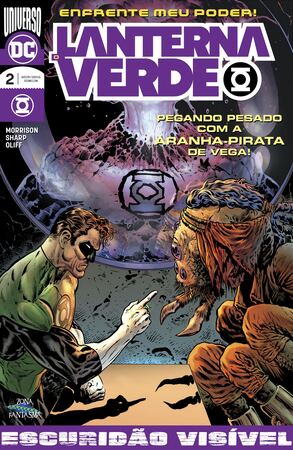 ENFRENTE MEU PODER!
UNIVERSO
DC
LANTERNA
VERDE
2
MORRISON
SHARP
OLIFF
PEGANDO PESADO
COM A
ARANHA-PIRATA
DE VEGA!
ZONA
FANTASMA
ESCURIDÃO VISÍVEL